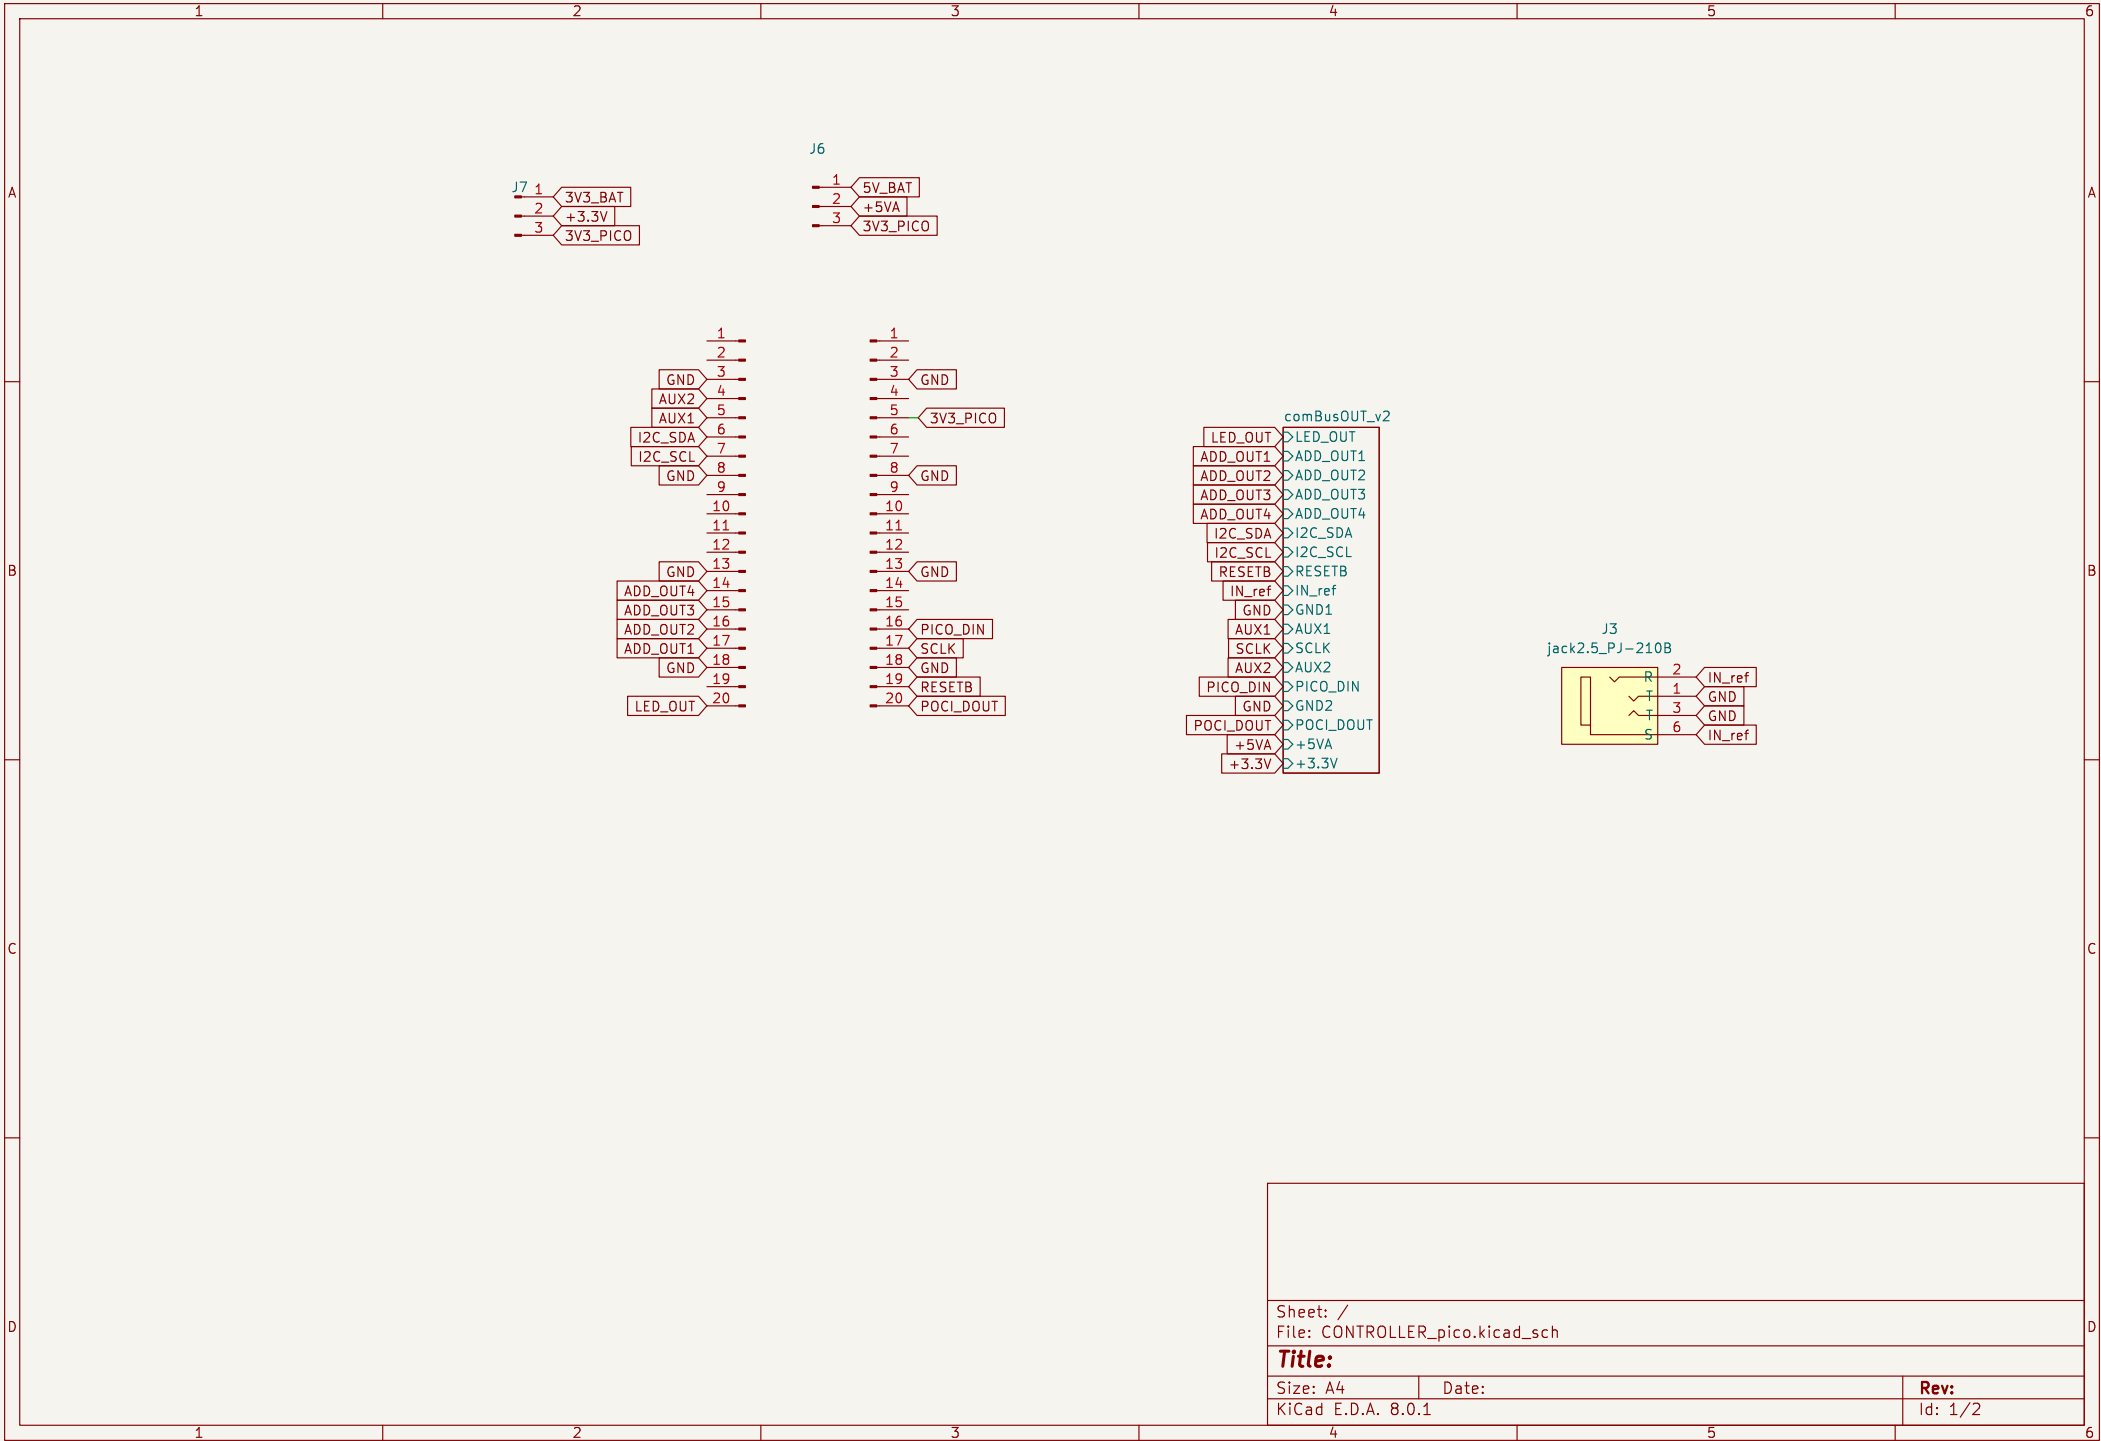 1 2 3 4 5 6
J6
J7
A A
1 3V3_BAT
2 +3.3V
3 3V3_PICO
1 5V_BAT
2 +5VA
3 3V3_PICO
1
2
GND 3
AUX2 4
AUX1 5
I2C_SDA 6
I2C_SCL 7
GND 8
9
10
11
12
GND 13
ADD_OUT4 14
ADD_OUT3 15
ADD_OUT2 16
ADD_OUT1 17
GND 18
19
LED_OUT 20
1
2
3 GND
4
5 3V3_PICO
6
7
8 GND
9
10
11
12
13 GND
14
15
16 PICO_DIN
17 SCLK
18 GND
19 RESETB
20 POCI_DOUT
comBusOUT_v2
LED_OUT LED_OUT
ADD_OUT1 ADD_OUT1
ADD_OUT2 ADD_OUT2
ADD_OUT3 ADD_OUT3
ADD_OUT4 ADD_OUT4
I2C_SDA I2C_SDA
I2C_SCL I2C_SCL
RESETB RESETB
IN_ref IN_ref
GND GND1
AUX1 AUX1
SCLK SCLK
AUX2 AUX2
PICO_DIN PICO_DIN
GND GND2
POCI_DOUT POCI_DOUT
+5VA +5VA
+3.3V +3.3V
B B
J3
jack2.5_PJ-210B
R 2 IN_ref
T 1 GND
T 3 GND
S 6 IN_ref
C C
D D
Sheet: /
File: CONTROLLER_pico.kicad_sch
Title:
Size: A4 Date: Rev:
KiCad E.D.A. 8.0.1 Id: 1/2
1 2 3 4 5 6